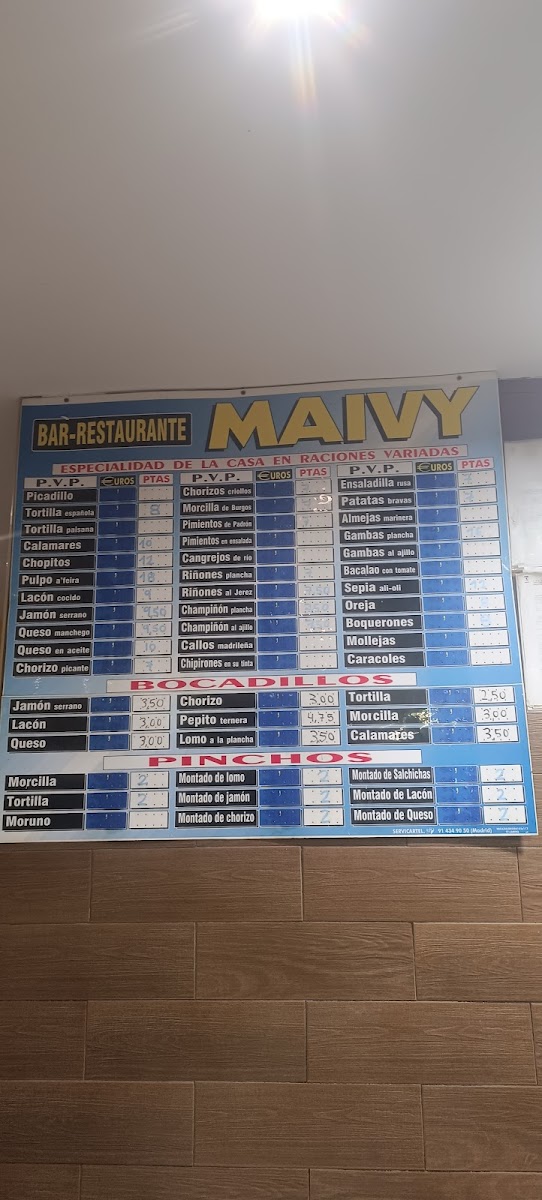 BAR-RESTAURANTE MAIVY
ESPECIALIDAD DE LA CASA EN RACIONES VARIADAS
P.V.P. EUROS PTAS
Picadillo
Tortilla española 8
Tortilla paisana
Calamares 10
Chopitos 12
Pulpo a'feira 18
Lacón cocido 9
Jamón serrano 9,50
Queso manchego 9,50
Queso en aceite 10
Chorizo picante 7
P.V.P. EUROS PTAS
Chorizos criollos
Morcilla de Burgos
Pimientos de Padrón
Pimientos en ensalada
Cangrejos de río
Riñones plancha
Riñones al Jerez
Champiñón plancha
Champiñón al ajillo
Callos madrileña
Chipirones en su tinta
P.V.P. EUROS PTAS
Ensaladilla rusa
Patatas bravas
Almejas marinera
Gambas plancha
Gambas al ajillo
Bacalao con tomate
Sepia ali-oli
Oreja
Boquerones
Mollejas
Caracoles
BOCADILLOS
Jamón serrano 3,50
Lacón 3,00
Queso 3,00
Chorizo 3,00
Pepito ternera 4,75
Lomo a la plancha 3,50
Tortilla 2,50
Morcilla 3,00
Calamares 3,50
PINCHOS
Morcilla 2
Tortilla 2
Moruno 2
Montado de lomo 2
Montado de jamón 2
Montado de chorizo 2
Montado de Salchichas 2
Montado de Lacón 2
Montado de Queso 2
SERVICARTEL. 91 434 90 50 (Madrid)